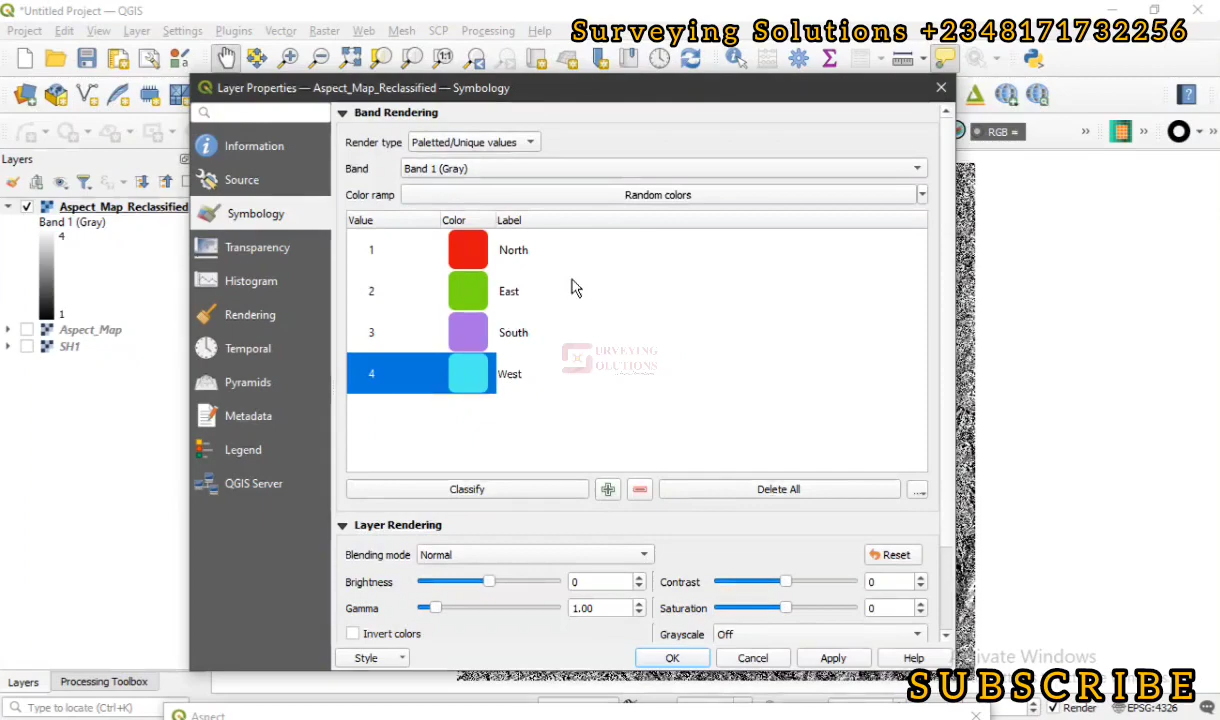 *Untitled Project — QGIS
Surveying Solutions +2348171732256
Project Edit View Layer Settings Plugins Vector Raster Web Mesh SCP Processing Help
Layer Properties — Aspect_Map_Reclassified — Symbology
RGB =
Layers
Aspect_Map_Reclassified
Band 1 (Gray)
4
1
Aspect_Map
SH1
Information
Source
Symbology
Transparency
Histogram
Rendering
Temporal
Pyramids
Metadata
Legend
QGIS Server
Band Rendering
Render type Paletted/Unique values
Band Band 1 (Gray)
Color ramp Random colors
Value Color Label
1 North
2 East
3 South
4 West
SURVEYING
SOLUTIONS
Classify Delete All ...
Layer Rendering
Blending mode Normal Reset
Brightness 0 Contrast 0
Gamma 1.00 Saturation 0
Invert colors Grayscale Off
Style OK Cancel Apply Help
ivate Windows
SUBSCRIBE
Layers Processing Toolbox
Type to locate (Ctrl+K) Render EPSG:4326
Aspect